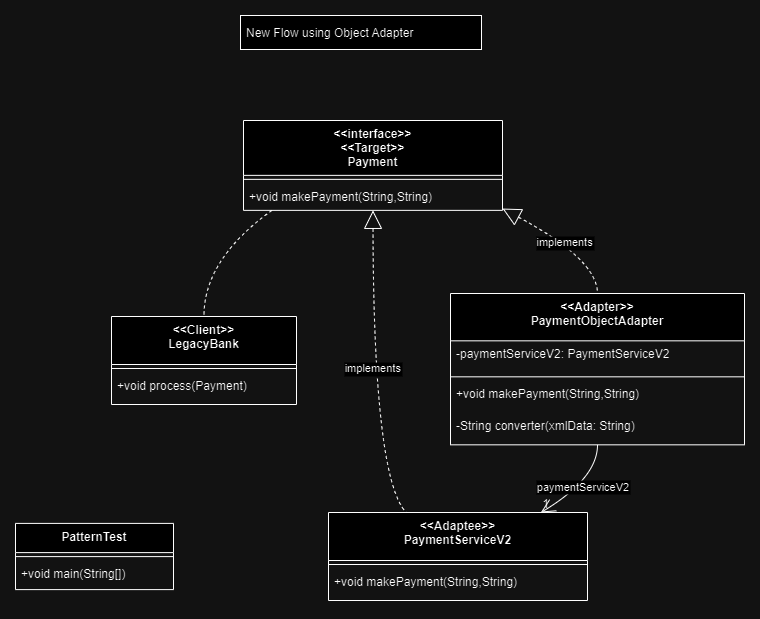 New Flow using Object Adapter
<<interface>>
<<Target>>
Payment
+void makePayment(String,String)
implements
<<Client>>
LegacyBank
+void process(Payment)
implements
<<Adapter>>
PaymentObjectAdapter
-paymentServiceV2: PaymentServiceV2
+void makePayment(String,String)
-String converter(xmlData: String)
paymentServiceV2
1
<<Adaptee>>
PaymentServiceV2
+void makePayment(String,String)
PatternTest
+void main(String[])